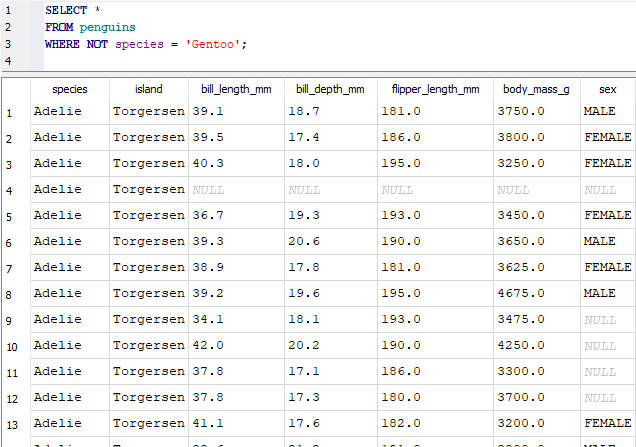 1 SELECT *
2 FROM penguins
3 WHERE NOT species = 'Gentoo';
4
species island bill_length_mm bill_depth_mm flipper_length_mm body_mass_g sex
1 Adelie Torgersen 39.1 18.7 181.0 3750.0 MALE
2 Adelie Torgersen 39.5 17.4 186.0 3800.0 FEMALE
3 Adelie Torgersen 40.3 18.0 195.0 3250.0 FEMALE
4 Adelie Torgersen NULL NULL NULL NULL NULL
5 Adelie Torgersen 36.7 19.3 193.0 3450.0 FEMALE
6 Adelie Torgersen 39.3 20.6 190.0 3650.0 MALE
7 Adelie Torgersen 38.9 17.8 181.0 3625.0 FEMALE
8 Adelie Torgersen 39.2 19.6 195.0 4675.0 MALE
9 Adelie Torgersen 34.1 18.1 193.0 3475.0 NULL
10 Adelie Torgersen 42.0 20.2 190.0 4250.0 NULL
11 Adelie Torgersen 37.8 17.1 186.0 3300.0 NULL
12 Adelie Torgersen 37.8 17.3 180.0 3700.0 NULL
13 Adelie Torgersen 41.1 17.6 182.0 3200.0 FEMALE